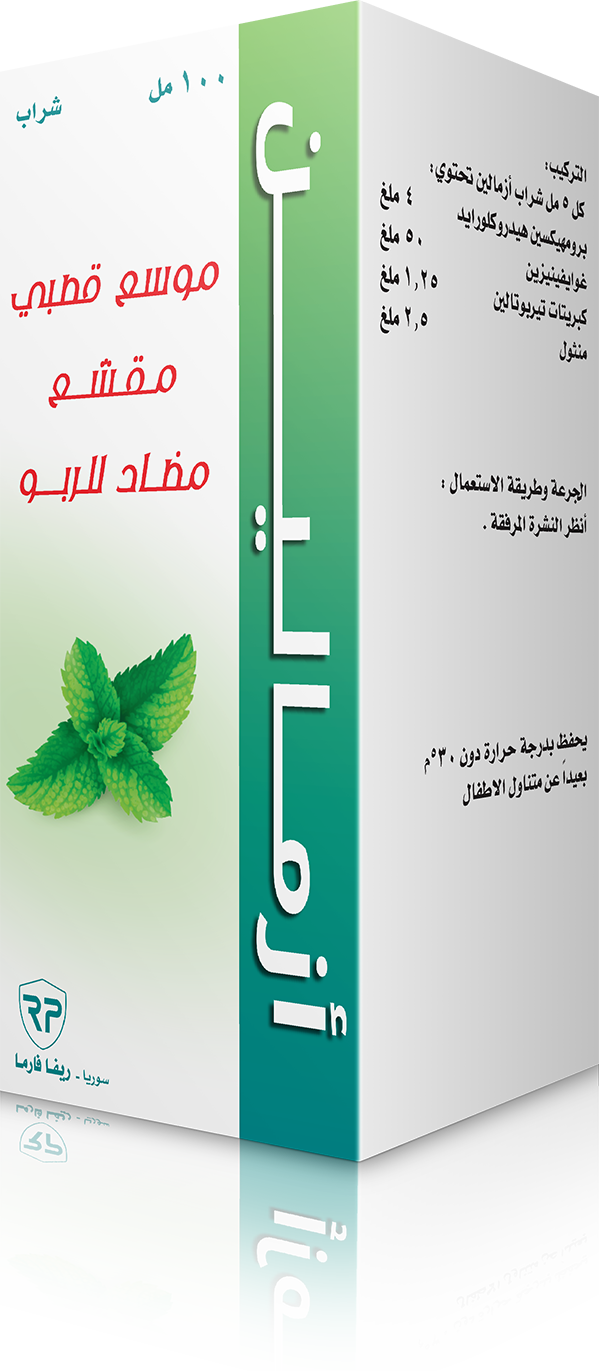 شراب
١٠٠ مل
موسع قصبي
مقشع
مضاد للربو
RP
سوريا - ريفا فارما
أزمالين
التركيب:
كل ٥ مل شراب أزمالين تحتوي:
برومهيكسين هيدروكلورايد ٤ ملغ
غوايفينيزين ٥٠ ملغ
كبريتات تيربوتالين ١,٢٥ ملغ
منثول ٢,٥ ملغ
الجرعة وطريقة الاستعمال :
أنظر النشرة المرفقة .
يحفظ بدرجة حرارة دون ٣٠°م
بعيداً عن متناول الاطفال